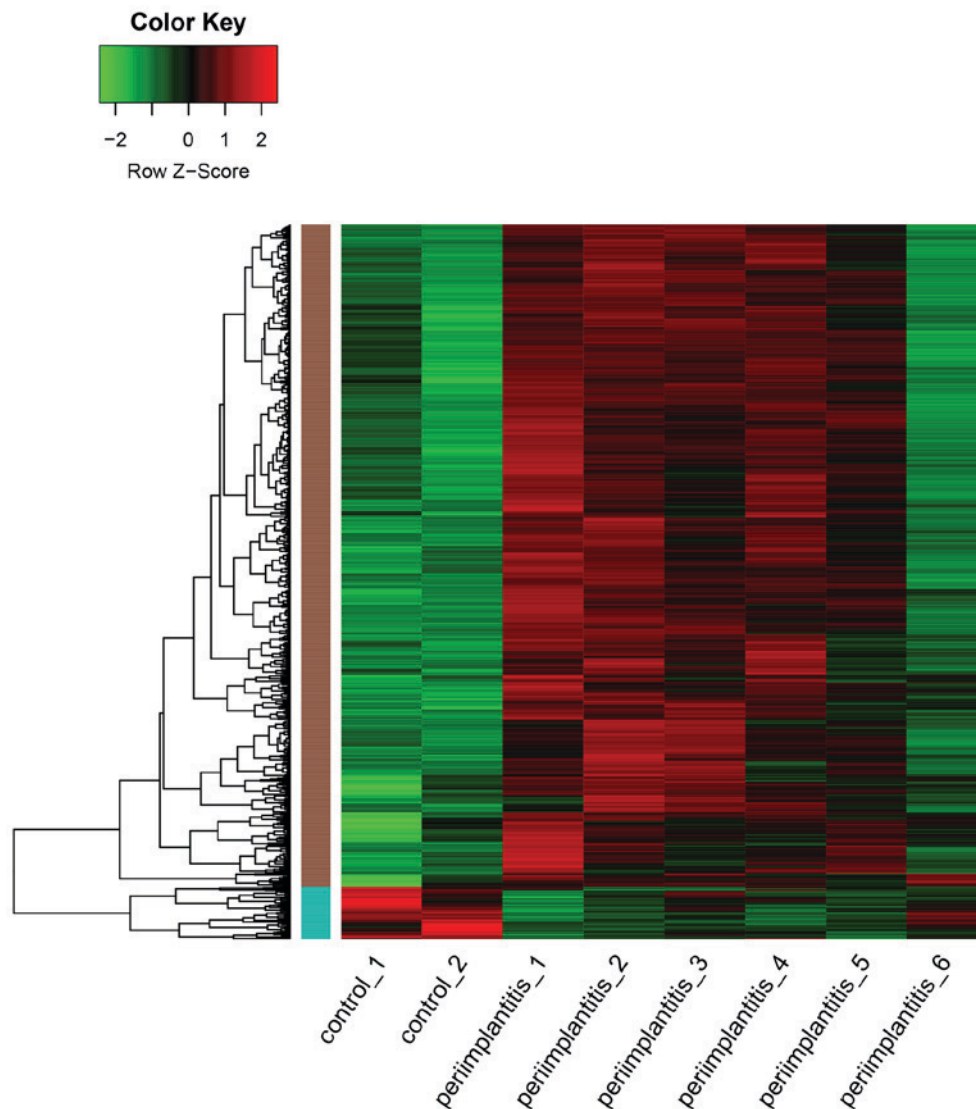 Color Key
−2 0 1 2
Row Z−Score
control_1
control_2
periimplantitis_1
periimplantitis_2
periimplantitis_3
periimplantitis_4
periimplantitis_5
periimplantitis_6